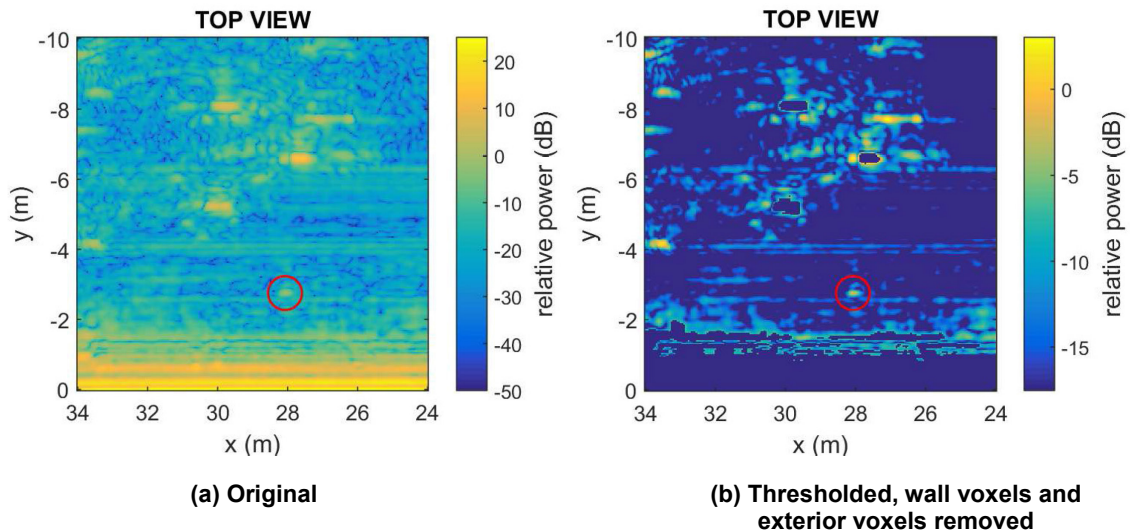 TOP VIEW
-10
-8
-6
-4
-2
0
y (m)
34 32 30 28 26 24
x (m)
20
10
0
-10
-20
-30
-40
-50
relative power (dB)
(a) Original
TOP VIEW
-10
-8
-6
-4
-2
0
y (m)
34 32 30 28 26 24
x (m)
0
-5
-10
-15
relative power (dB)
(b) Thresholded, wall voxels and
exterior voxels removed